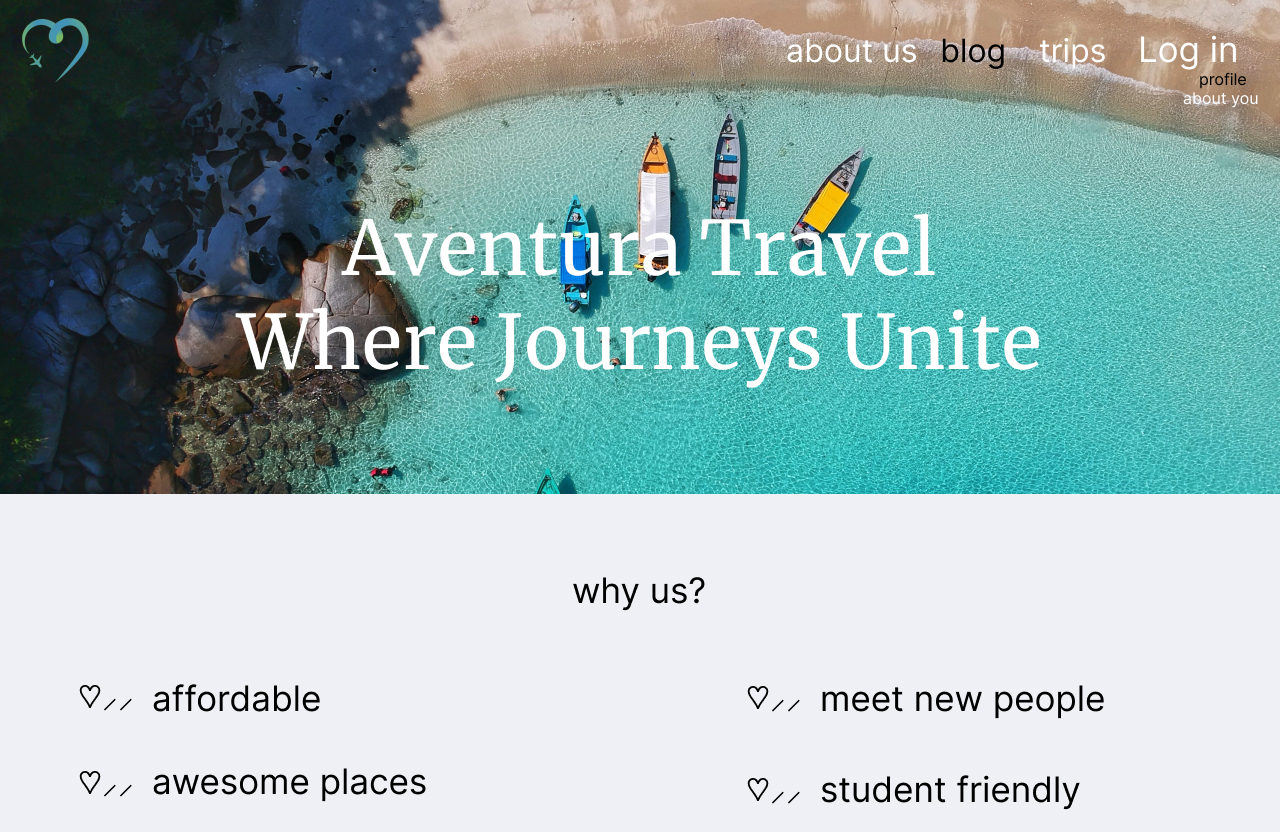 about us blog trips Log in
profile
about you
Aventura Travel
Where Journeys Unite
why us?
affordable
meet new people
awesome places
student friendly